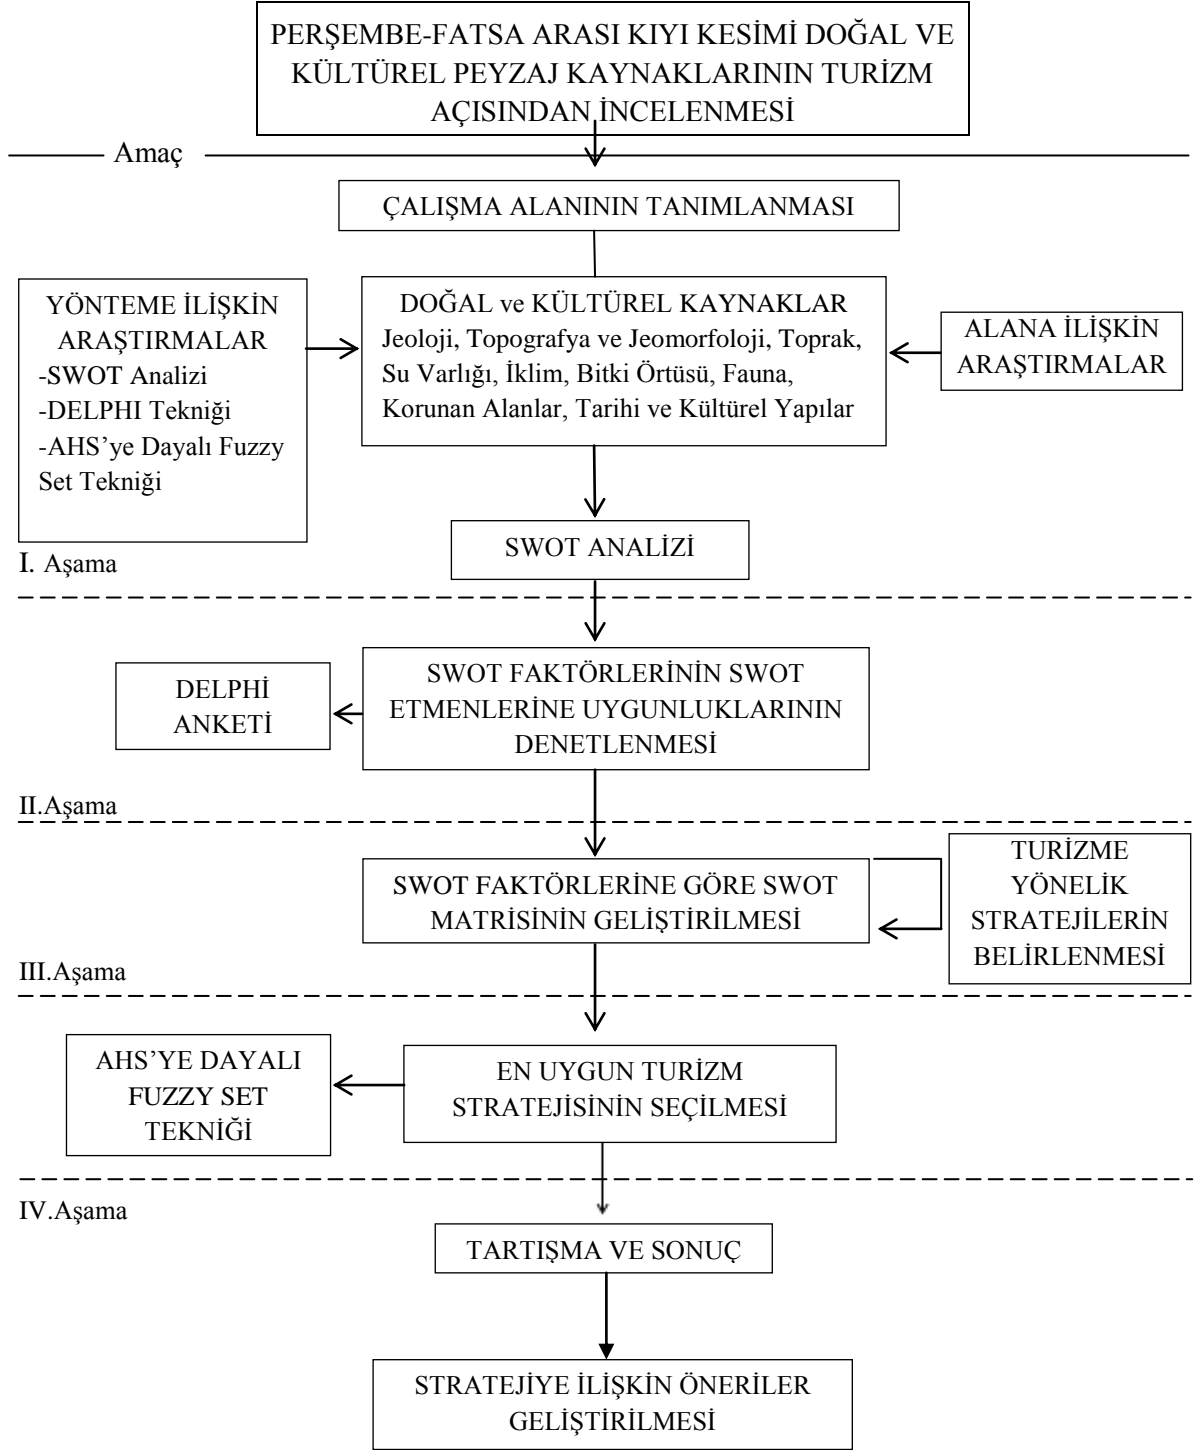 PERŞEMBE-FATSA ARASI KIYI KESİMİ DOĞAL VE
KÜLTÜREL PEYZAJ KAYNAKLARININ TURİZM
AÇISINDAN İNCELENMESİ
Amaç
ÇALIŞMA ALANININ TANIMLANMASI
YÖNTEME İLİŞKİN
ARAŞTIRMALAR
-SWOT Analizi
-DELPHI Tekniği
-AHS’ye Dayalı Fuzzy
Set Tekniği
DOĞAL ve KÜLTÜREL KAYNAKLAR
Jeoloji, Topografya ve Jeomorfoloji, Toprak,
Su Varlığı, İklim, Bitki Örtüsü, Fauna,
Korunan Alanlar, Tarihi ve Kültürel Yapılar
ALANA İLİŞKİN
ARAŞTIRMALAR
SWOT ANALİZİ
I. Aşama
DELPHİ
ANKETİ
SWOT FAKTÖRLERİNİN SWOT
ETMENLERİNE UYGUNLUKLARININ
DENETLENMESİ
II.Aşama
SWOT FAKTÖRLERİNE GÖRE SWOT
MATRİSİNİN GELİŞTİRİLMESİ
TURİZME
YÖNELİK
STRATEJİLERİN
BELİRLENMESİ
III.Aşama
AHS’YE DAYALI
FUZZY SET
TEKNİĞİ
EN UYGUN TURİZM
STRATEJİSİNİN SEÇİLMESİ
IV.Aşama
TARTIŞMA VE SONUÇ
STRATEJİYE İLİŞKİN ÖNERİLER
GELİŞTİRİLMESİ